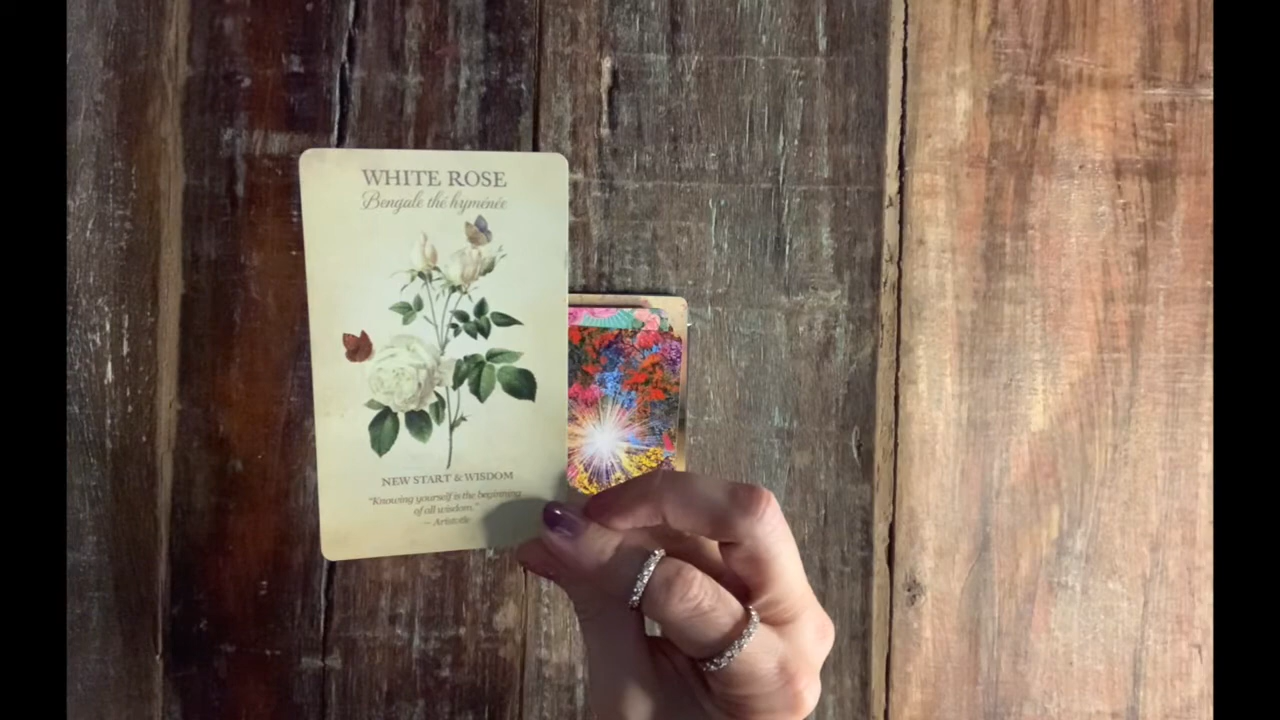 WHITE ROSE
Bengale thé hyménée
NEW START & WISDOM
"Knowing yourself is the beginning
of all wisdom."
– Aristotle